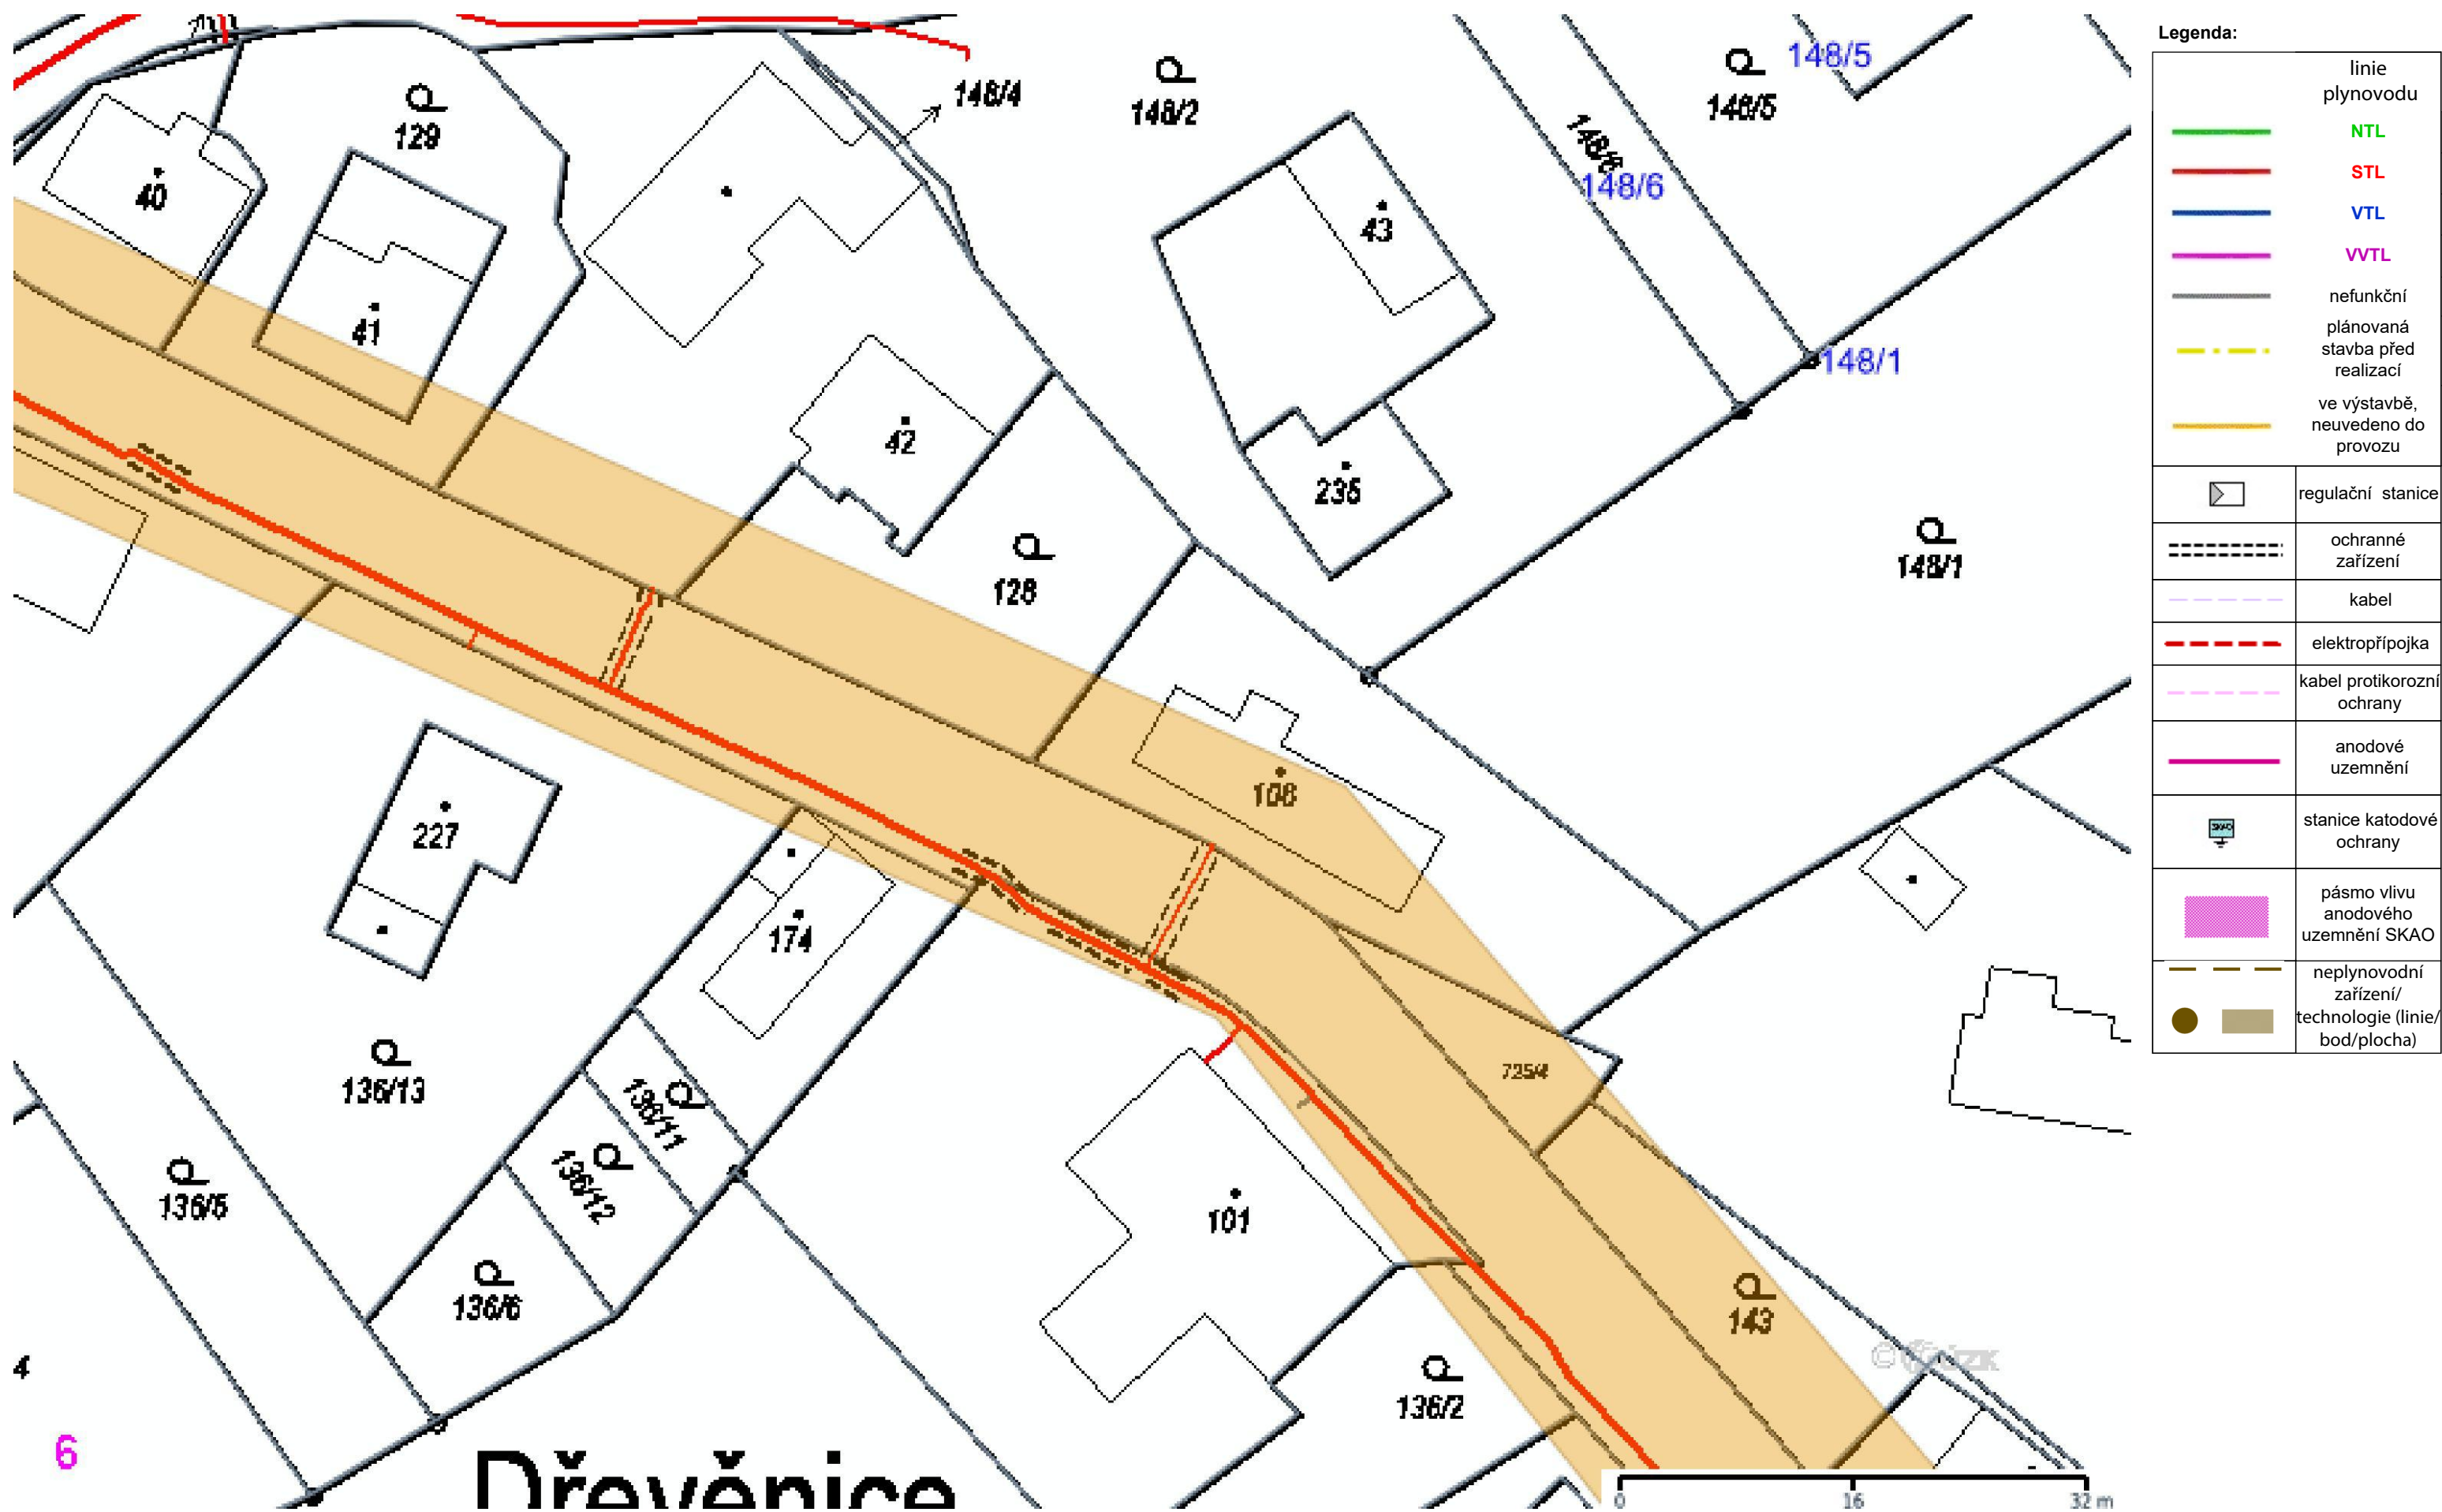 148/4
148/2
148/5
148/5
129
148/6
148/6
40
43
41
148/1
42
235
128
148/1
108
227
174
725/4
136/13
136/11
136/12
136/5
101
136/6
143
136/2
4
6
Dřevěnice
0 16 32 m
Legenda:
linie
plynovodu
NTL
STL
VTL
VVTL
nefunkční
plánovaná
stavba před
realizací
ve výstavbě,
neuvedeno do
provozu
regulační stanice
ochranné
zařízení
kabel
elektropřípojka
kabel protikorozní
ochrany
anodové
uzemnění
SKAO
stanice katodové
ochrany
pásmo vlivu
anodového
uzemnění SKAO
neplynovodní
zařízení/
technologie (linie/
bod/plocha)